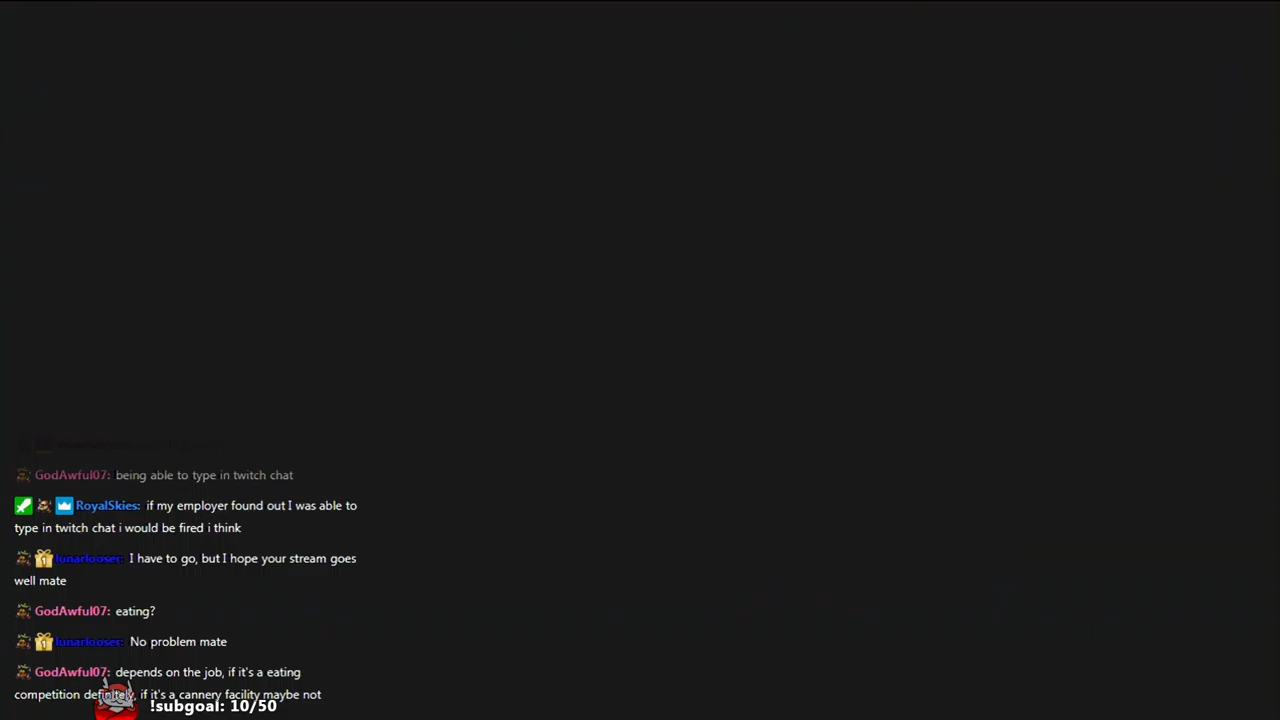 GodAwful07: being able to type in twitch chat
RoyalSkies: if my employer found out I was able to
type in twitch chat i would be fired i think
lunarlooser: I have to go, but I hope your stream goes
well mate
GodAwful07: eating?
lunarlooser: No problem mate
GodAwful07: depends on the job, if it's a eating
competition definitely, if it's a cannery facility maybe not
!subgoal: 10/50